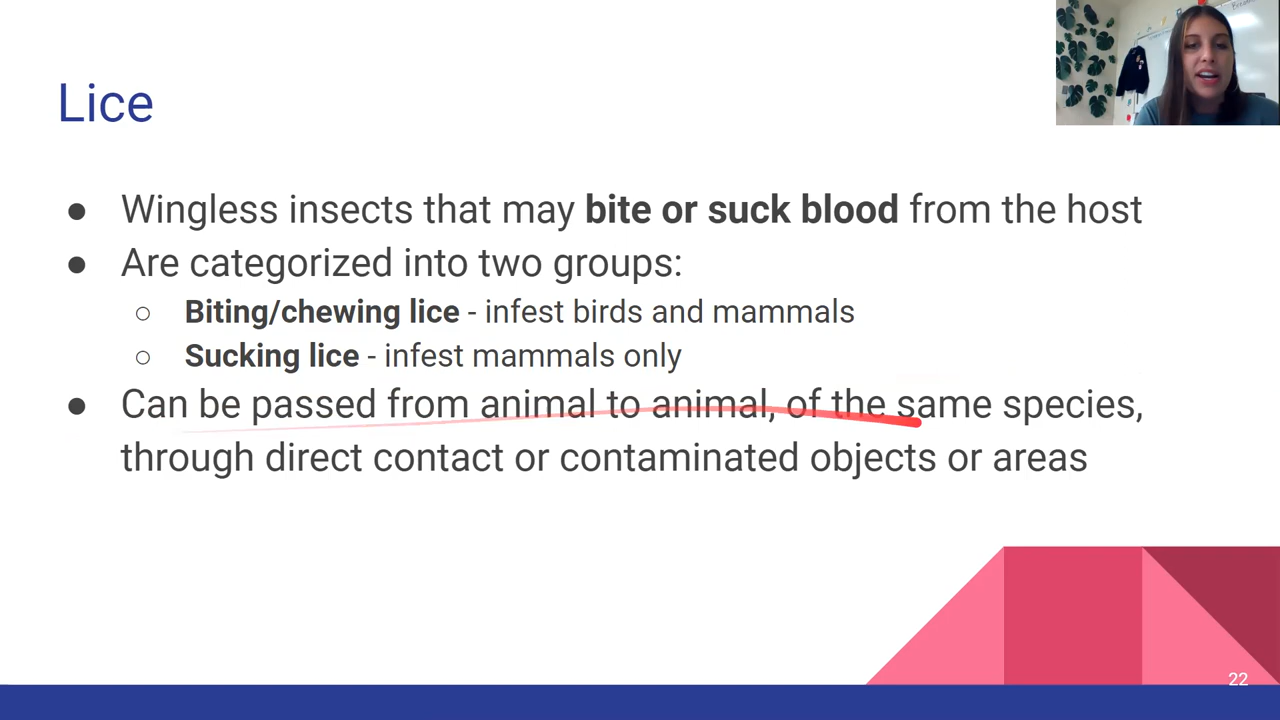 Lice
● Wingless insects that may bite or suck blood from the host
● Are categorized into two groups:
○ Biting/chewing lice - infest birds and mammals
○ Sucking lice - infest mammals only
● Can be passed from animal to animal, of the same species,
through direct contact or contaminated objects or areas
22